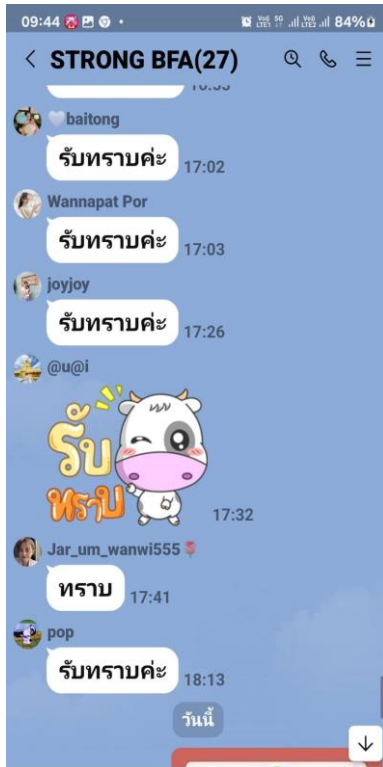 09:44
84%
STRONG BFA(27)
baitong
รับทราบค่ะ 17:02
Wannapat Por
รับทราบค่ะ 17:03
joyjoy
รับทราบค่ะ 17:26
@u@i
รับ
ทราบ
17:32
Jar_um_wanwi555
ทราบ 17:41
pop
รับทราบค่ะ 18:13
วันนี้